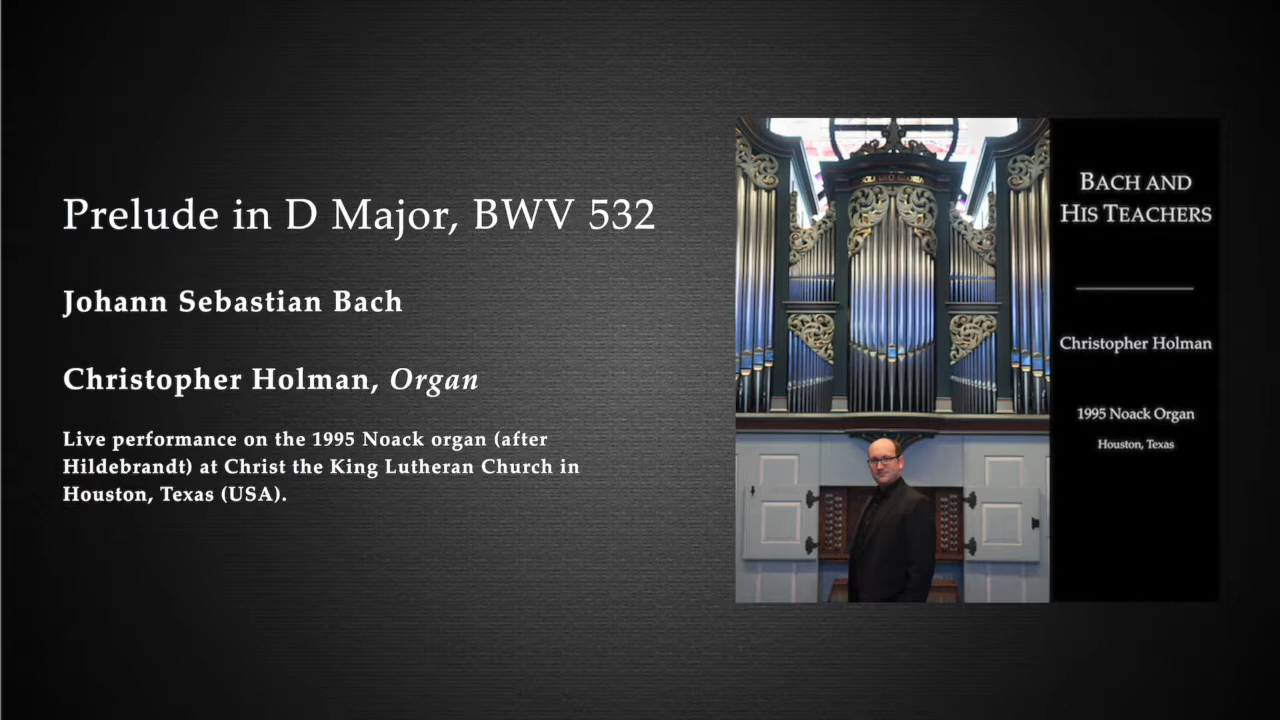 Prelude in D Major, BWV 532
Johann Sebastian Bach
Christopher Holman, Organ
Live performance on the 1995 Noack organ (after
Hildebrandt) at Christ the King Lutheran Church in
Houston, Texas (USA).
BACH AND
HIS TEACHERS
Christopher Holman
1995 Noack Organ
Houston, Texas